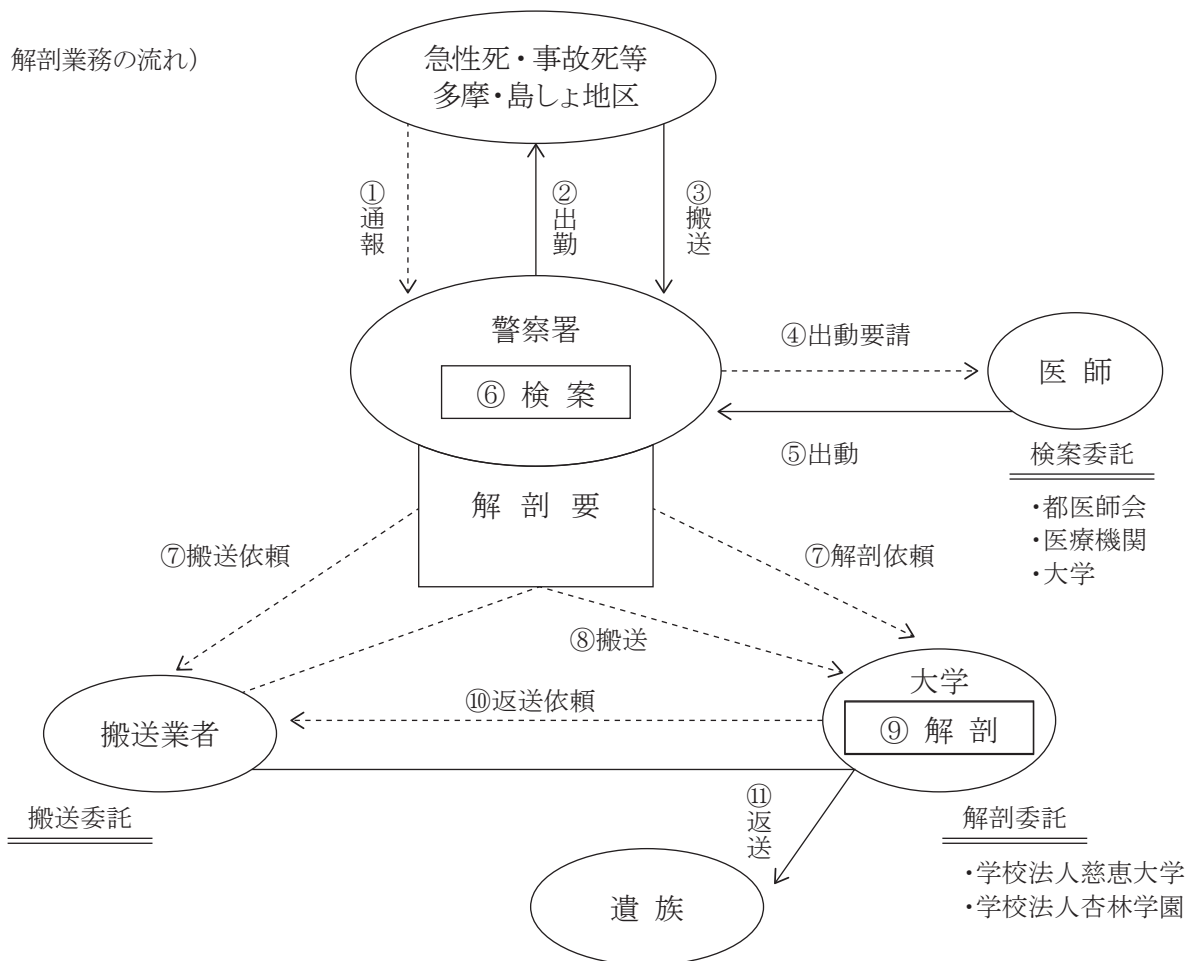 解剖業務の流れ）
急性死・事故死等
多摩・島しょ地区
①通報
②出勤
③搬送
警察署
⑥ 検 案
④出動要請
医 師
⑤出動
検案委託
・都医師会
・医療機関
・大学
解 剖 要
⑦搬送依頼
⑦解剖依頼
⑧搬送
大学
⑨ 解 剖
⑩返送依頼
搬送業者
搬送委託
⑪返送
解剖委託
・学校法人慈恵大学
・学校法人杏林学園
遺 族